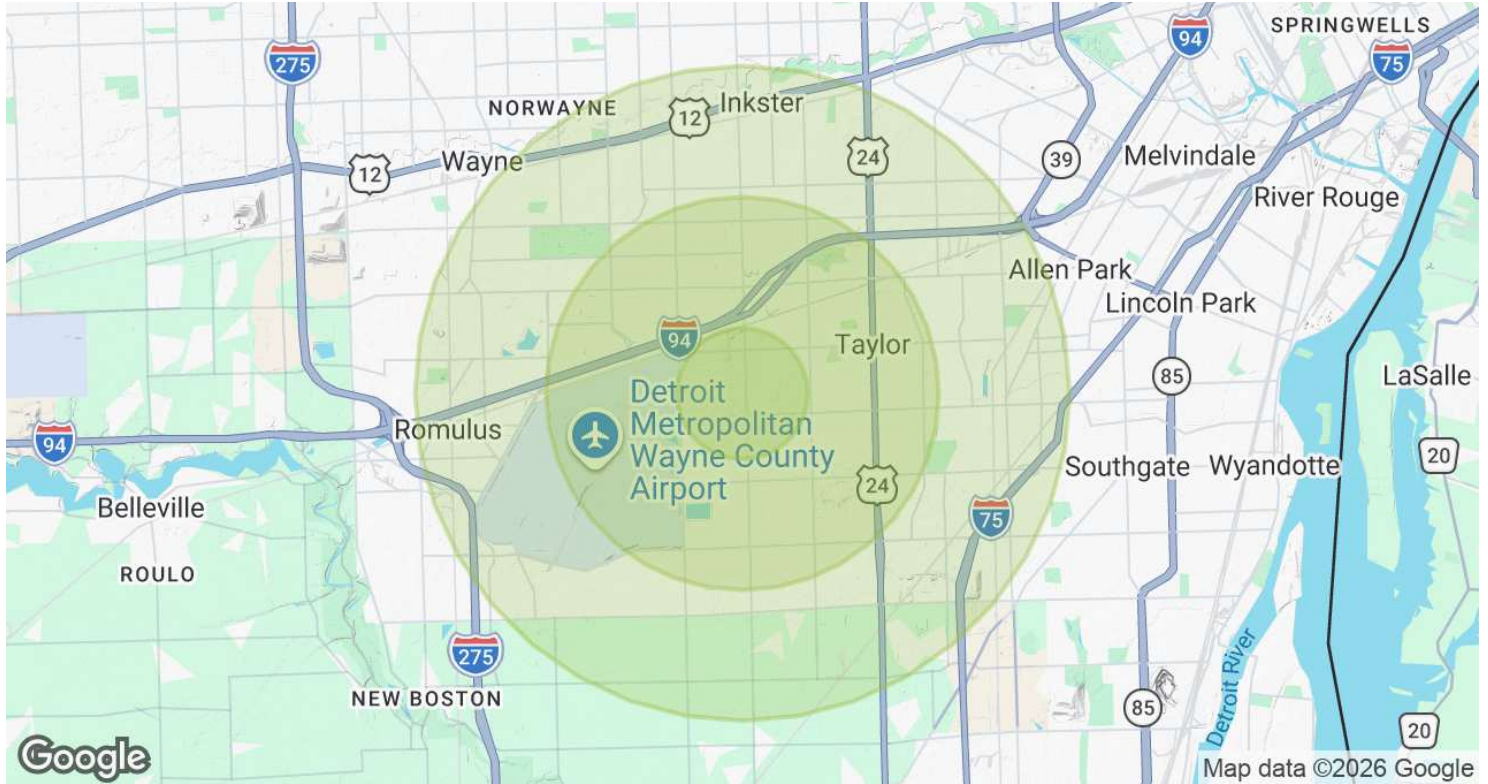 SPRINGWELLS
94
75
275
NORWAYNE
12
Inkster
Wayne
12
24
39
Melvindale
River Rouge
Allen Park
Lincoln Park
94
Taylor
85
LaSalle
Detroit
Metropolitan
Wayne County
Airport
Romulus
94
Belleville
24
75
Southgate
Wyandotte
20
ROULO
275
NEW BOSTON
85
Detroit River
20
Google
Map data ©2026 Google